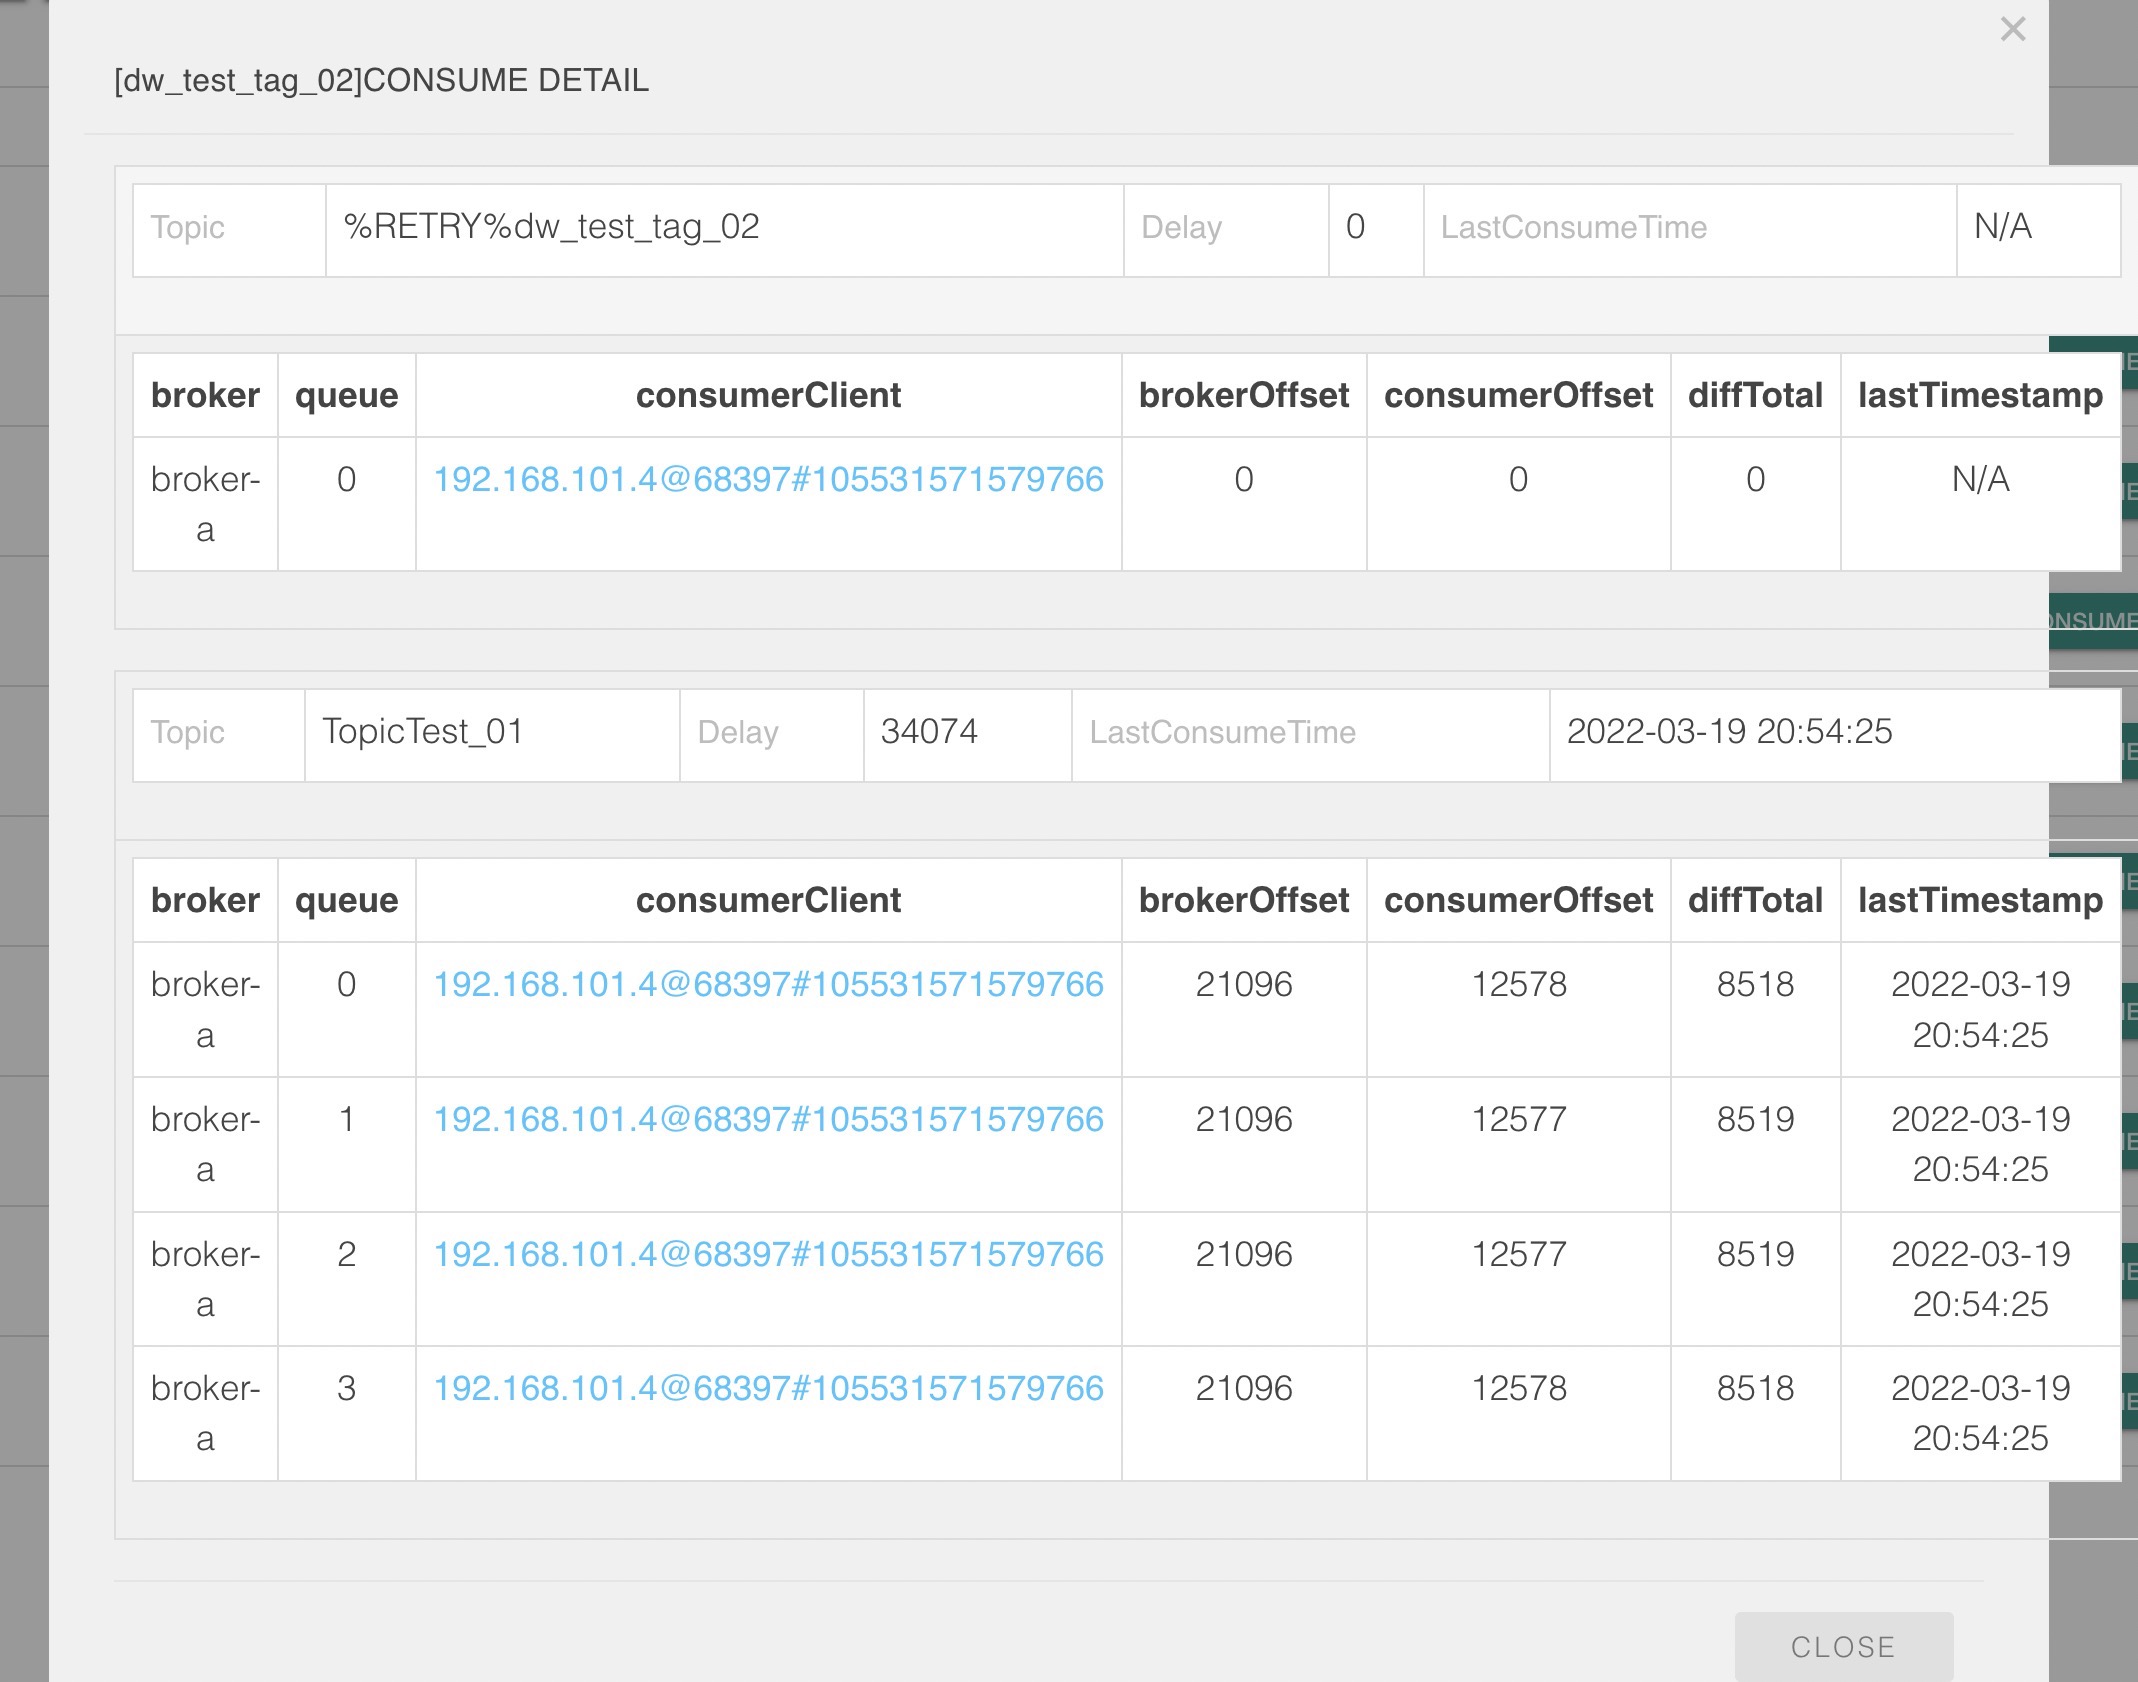 [dw_test_tag_02]CONSUME DETAIL
×
Topic %RETRY%dw_test_tag_02 Delay 0 LastConsumeTime N/A
broker queue consumerClient brokerOffset consumerOffset diffTotal lastTimestamp
broker-a 0 192.168.101.4@68397#105531571579766 0 0 0 N/A
Topic TopicTest_01 Delay 34074 LastConsumeTime 2022-03-19 20:54:25
broker queue consumerClient brokerOffset consumerOffset diffTotal lastTimestamp
broker-a 0 192.168.101.4@68397#105531571579766 21096 12578 8518 2022-03-19 20:54:25
broker-a 1 192.168.101.4@68397#105531571579766 21096 12577 8519 2022-03-19 20:54:25
broker-a 2 192.168.101.4@68397#105531571579766 21096 12577 8519 2022-03-19 20:54:25
broker-a 3 192.168.101.4@68397#105531571579766 21096 12578 8518 2022-03-19 20:54:25
CLOSE